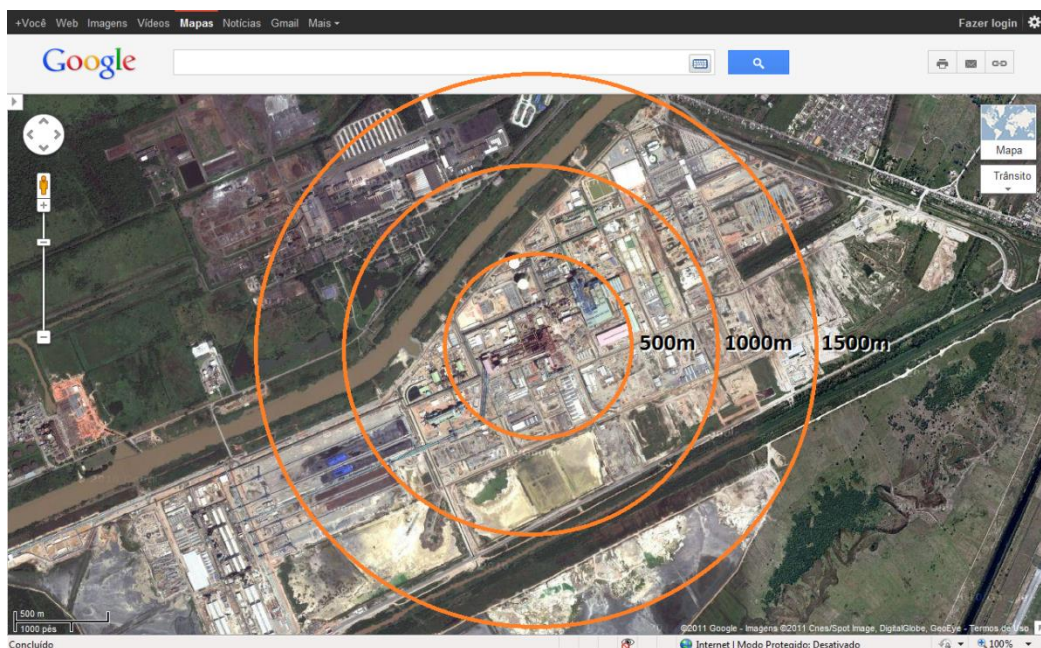 +Você Web Imagens Vídeos Mapas Notícias Gmail Mais Fazer login
Google
Mapa
Trânsito
500m 1000m 1500m
500 m
1000 pés
©2011 Google - Imagens ©2011 Cnes/Spot Image, DigitalGlobe, GeoEye - Termos de Uso
Concluído Internet | Modo Protegido: Desativado 100%